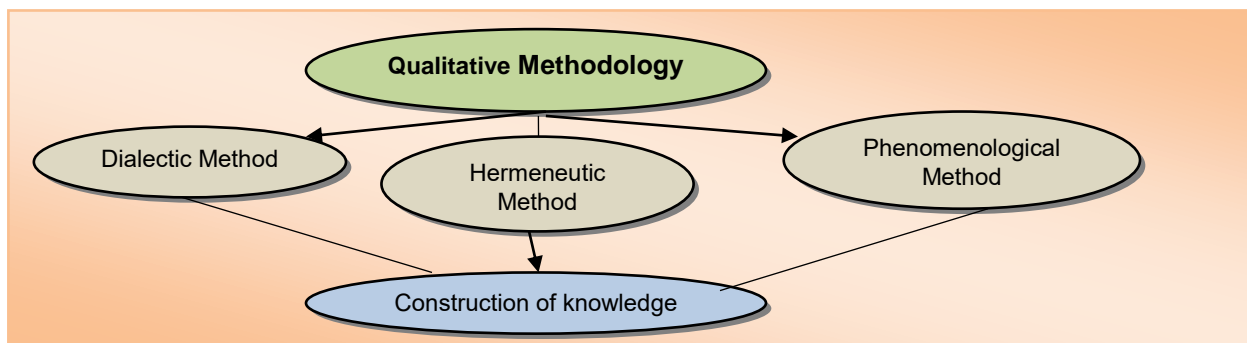 Qualitative Methodology
Dialectic Method
Hermeneutic
Method
Phenomenological
Method
Construction of knowledge